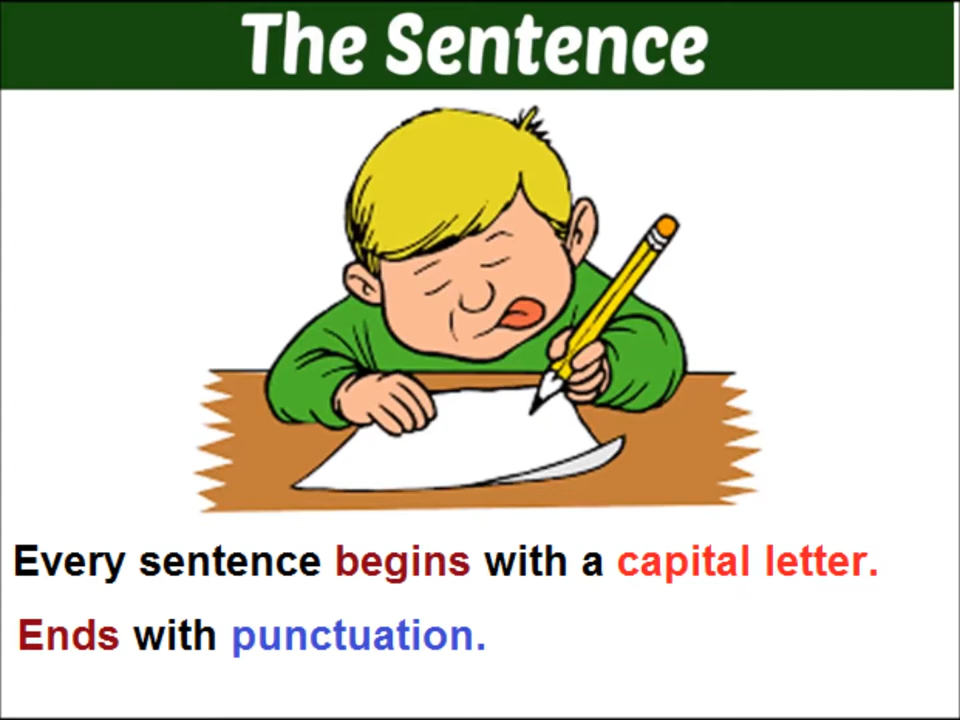 The Sentence
Every sentence begins with a capital letter.
Ends with punctuation.